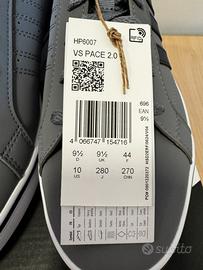 HP6007
VS PACE 2.0
RFID
696
EAN
9½
4 066747 154716
9½ 9½ 44
D UK F
10 280 270
US J CHN
subito